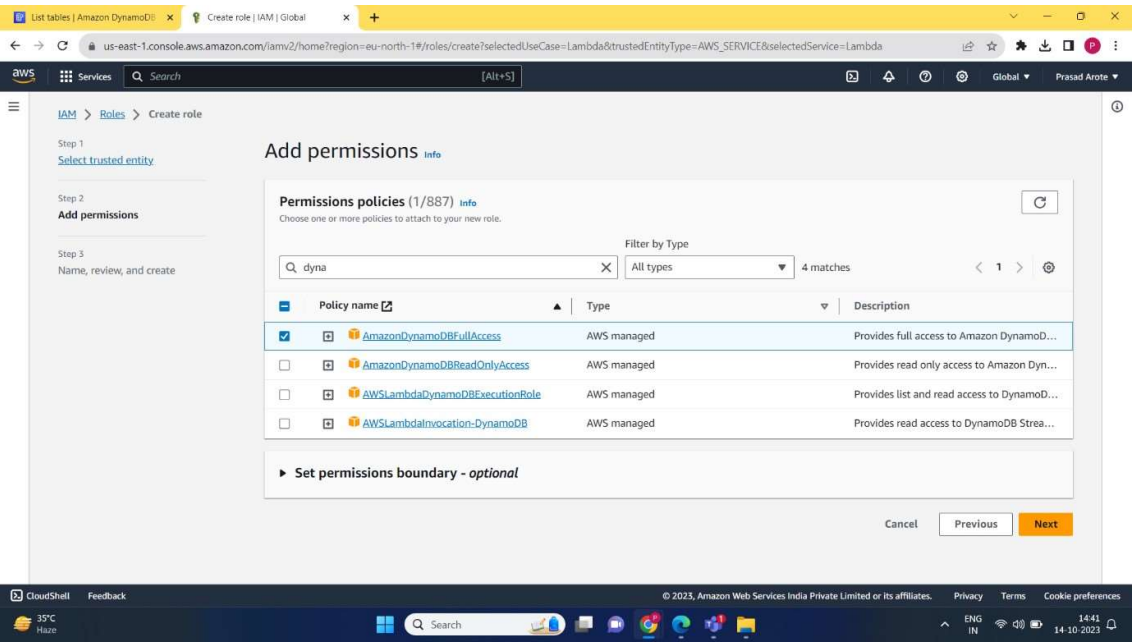 List tables | Amazon DynamoDB
Create role | IAM | Global
us-east-1.console.aws.amazon.com/iamv2/home?region=eu-north-1#/roles/create?selectedUseCase=Lambda&trustedEntityType=AWS_SERVICE&selectedService=Lambda
P
aws
Services
Search
[Alt+S]
Global
Prasad Arote
IAM > Roles > Create role
Step 1
Select trusted entity
Step 2
Add permissions
Step 3
Name, review, and create
Add permissions Info
Permissions policies (1/887) Info
Choose one or more policies to attach to your new role.
Filter by Type
dyna
All types
4 matches
1
Policy name
Type
Description
AmazonDynamoDBFullAccess AWS managed Provides full access to Amazon DynamoD...
AmazonDynamoDBReadOnlyAccess AWS managed Provides read only access to Amazon Dyn...
AWSLambdaDynamoDBExecutionRole AWS managed Provides list and read access to DynamoD...
AWSLambdaInvocation-DynamoDB AWS managed Provides read access to DynamoDB Strea...
Set permissions boundary - optional
Cancel
Previous
Next
CloudShell
Feedback
© 2023, Amazon Web Services India Private Limited or its affiliates.
Privacy
Terms
Cookie preferences
35°C
Haze
Search
ENG
IN
14:41
14-10-2023